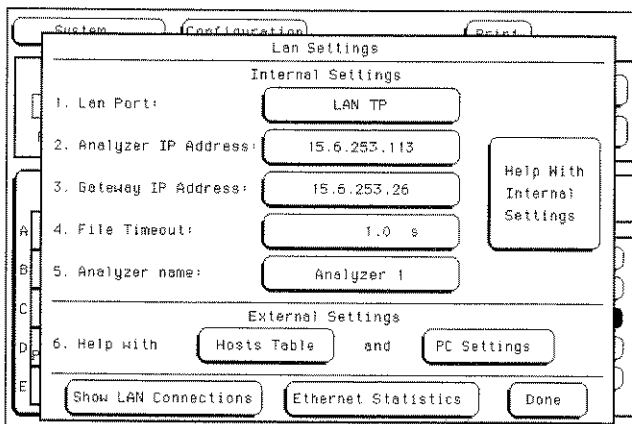 System Configuration Print
Lan Settings
Internal Settings
1. Lan Port: LAN TP
2. Analyzer IP Address: 15.6.253.113
3. Gateway IP Address: 15.6.253.26
4. File Timeout: 1.0 s
5. Analyzer name: Analyzer 1
Help With
Internal
Settings
External Settings
6. Help with Hosts Table and PC Settings
Show LAN Connections Ethernet Statistics Done
A
B
C
D
E